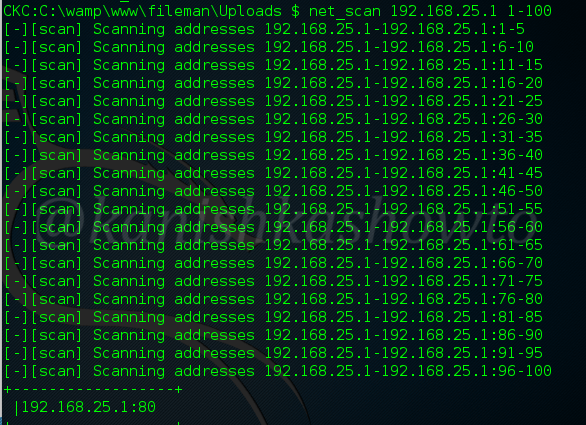 CKC:C:\wamp\www\fileman\Uploads $ net_scan 192.168.25.1 1-100
[-][scan] Scanning addresses 192.168.25.1-192.168.25.1:1-5
[-][scan] Scanning addresses 192.168.25.1-192.168.25.1:6-10
[-][scan] Scanning addresses 192.168.25.1-192.168.25.1:11-15
[-][scan] Scanning addresses 192.168.25.1-192.168.25.1:16-20
[-][scan] Scanning addresses 192.168.25.1-192.168.25.1:21-25
[-][scan] Scanning addresses 192.168.25.1-192.168.25.1:26-30
[-][scan] Scanning addresses 192.168.25.1-192.168.25.1:31-35
[-][scan] Scanning addresses 192.168.25.1-192.168.25.1:36-40
[-][scan] Scanning addresses 192.168.25.1-192.168.25.1:41-45
[-][scan] Scanning addresses 192.168.25.1-192.168.25.1:46-50
[-][scan] Scanning addresses 192.168.25.1-192.168.25.1:51-55
[-][scan] Scanning addresses 192.168.25.1-192.168.25.1:56-60
@kanishkashowto
[-][scan] Scanning addresses 192.168.25.1-192.168.25.1:61-65
[-][scan] Scanning addresses 192.168.25.1-192.168.25.1:66-70
[-][scan] Scanning addresses 192.168.25.1-192.168.25.1:71-75
[-][scan] Scanning addresses 192.168.25.1-192.168.25.1:76-80
[-][scan] Scanning addresses 192.168.25.1-192.168.25.1:81-85
[-][scan] Scanning addresses 192.168.25.1-192.168.25.1:86-90
[-][scan] Scanning addresses 192.168.25.1-192.168.25.1:91-95
[-][scan] Scanning addresses 192.168.25.1-192.168.25.1:96-100
+------------------+
|192.168.25.1:80
+------------------+